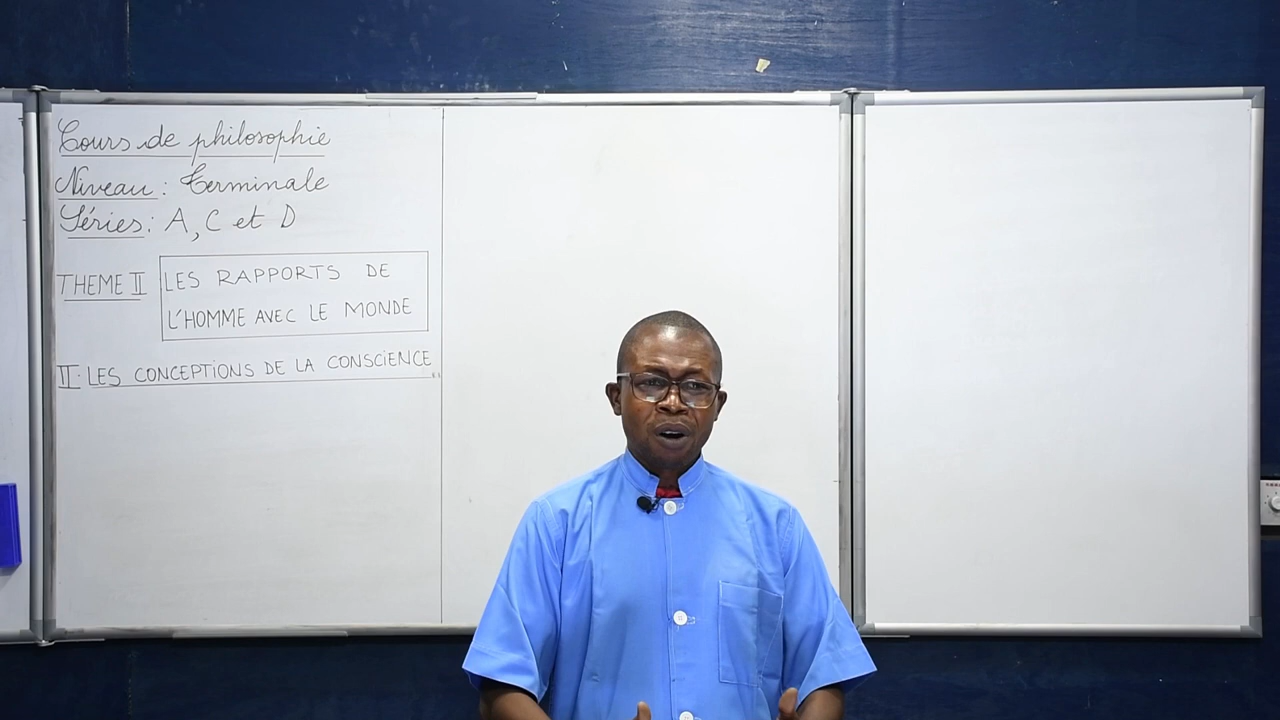 Cours de philosophie
Niveau : Terminale
Séries : A, C et D
THEME II LES RAPPORTS DE
L'HOMME AVEC LE MONDE
II. LES CONCEPTIONS DE LA CONSCIENCE